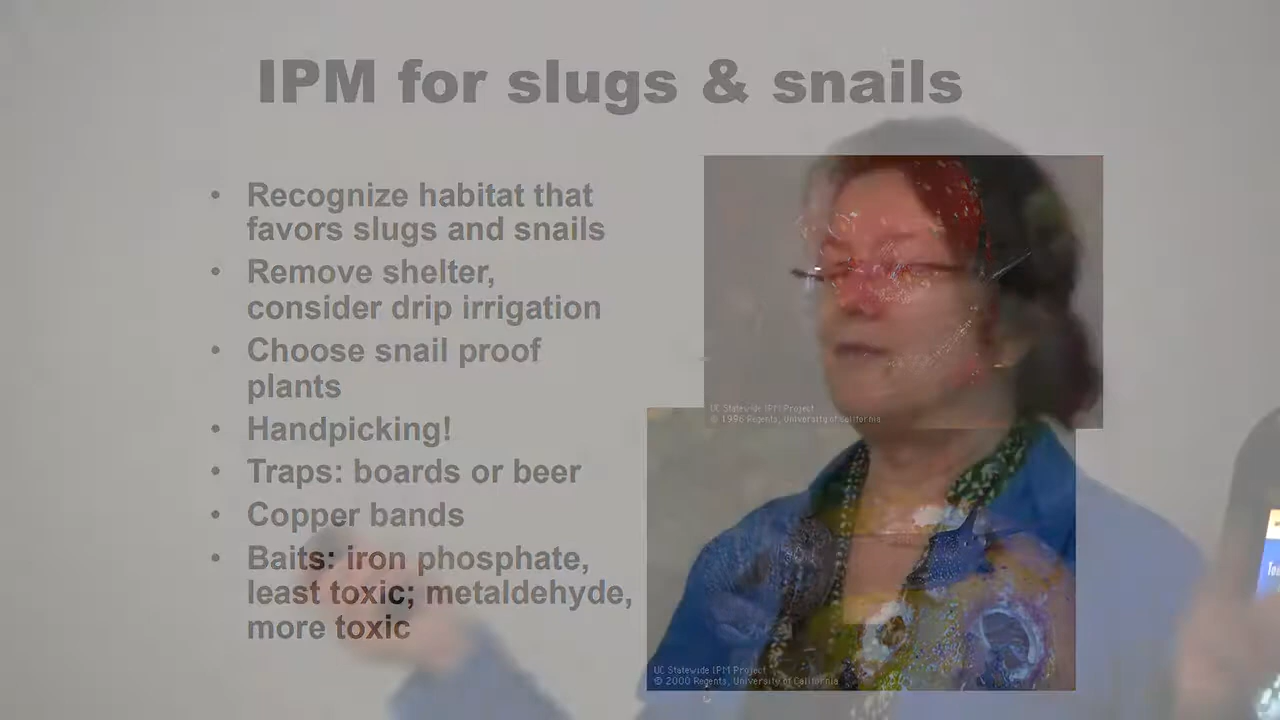 IPM for slugs & snails
• Recognize habitat that
favors slugs and snails
• Remove shelter,
consider drip irrigation
• Choose snail proof
plants
• Handpicking!
• Traps: boards or beer
• Copper bands
• Baits: iron phosphate,
least toxic; metaldehyde,
more toxic
UC Statewide IPM Project
© 1996 Regents, University of California
UC Statewide IPM Project
© 2000 Regents, University of California